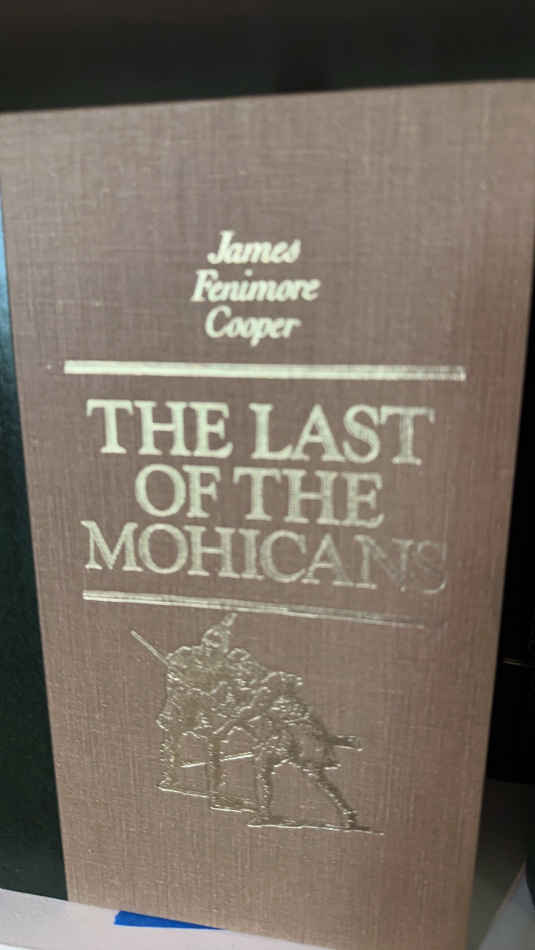 James
Fenimore
Cooper
THE LAST
OF THE
MOHICANS